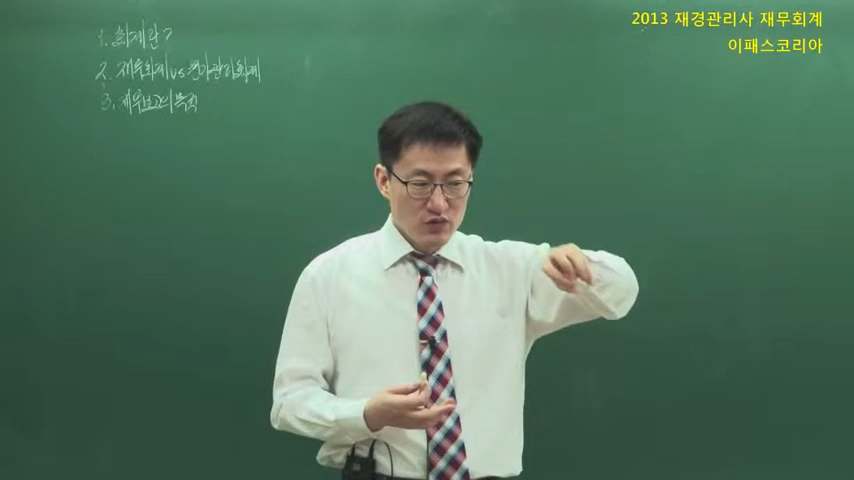 2013 재경관리사 재무회계
이패스코리아
1. 회계란?
2. 재무회계 vs 원가관리회계
3. 재무보고의 목적